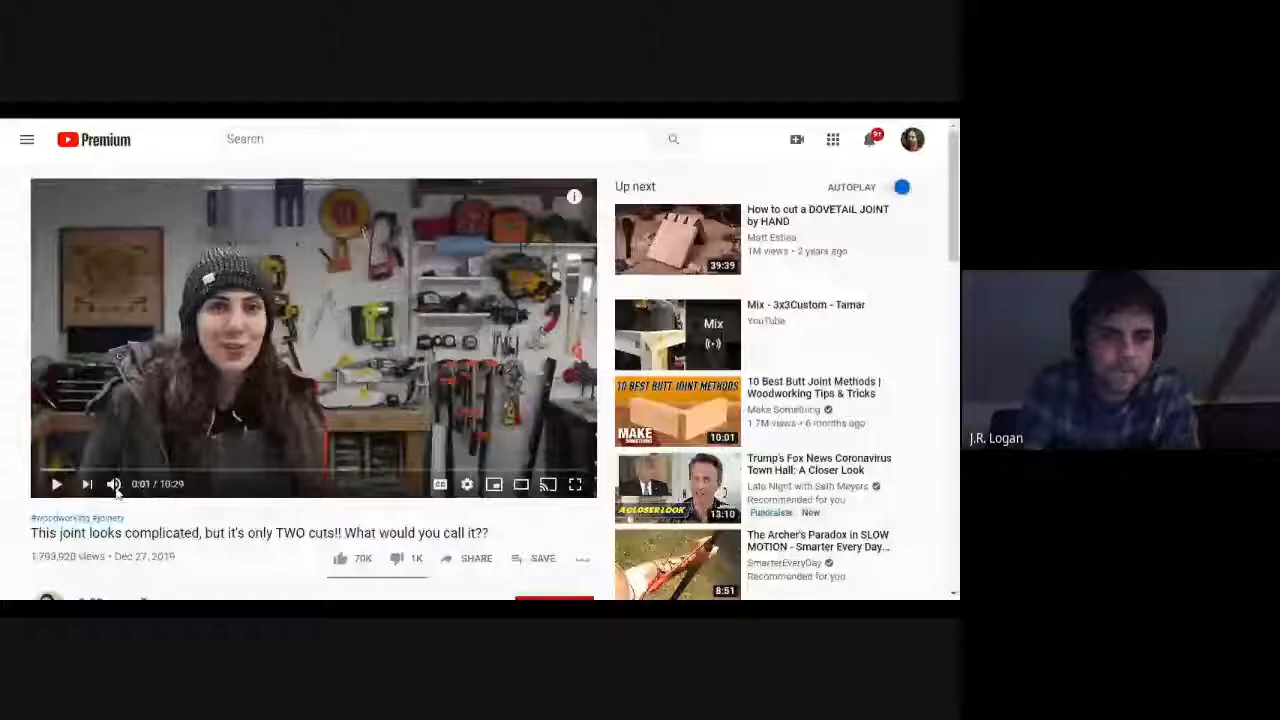 Premium
Search
9+
Up next
AUTOPLAY
How to cut a DOVETAIL JOINT
by HAND
Matt Estlea
1M views • 2 years ago
39:39
Mix - 3x3Custom - Tamar
YouTube
Mix
10 Best Butt Joint Methods |
Woodworking Tips & Tricks
Make Something
1.7M views • 6 months ago
10 BEST BUTT JOINT METHODS
MAKE
SOMETHING
10:01
Trump's Fox News Coronavirus
Town Hall: A Closer Look
Late Night with Seth Meyers
Recommended for you
Fundraiser New
A CLOSER LOOK
13:10
The Archer's Paradox in SLOW
MOTION - Smarter Every Day...
SmarterEveryDay
Recommended for you
8:51
0:01 / 10:29
CC
#woodworking #joinery
This joint looks complicated, but it's only TWO cuts!! What would you call it??
1,793,920 views • Dec 27, 2019
70K
1K
SHARE
SAVE
J.R. Logan